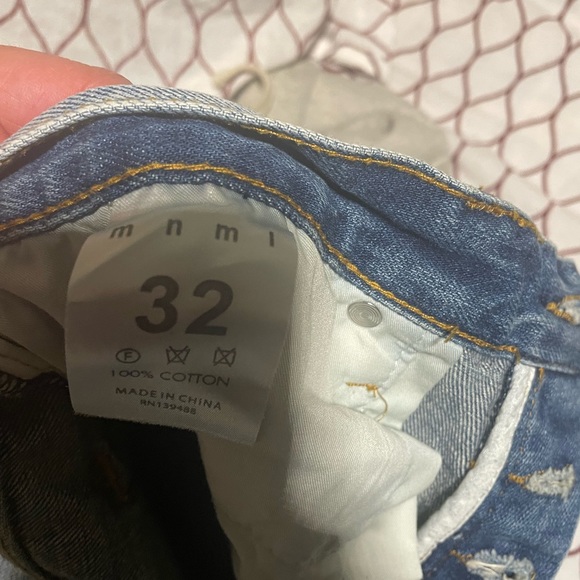 mnml
32
F
100% COTTON
MADE IN CHINA
RN139488